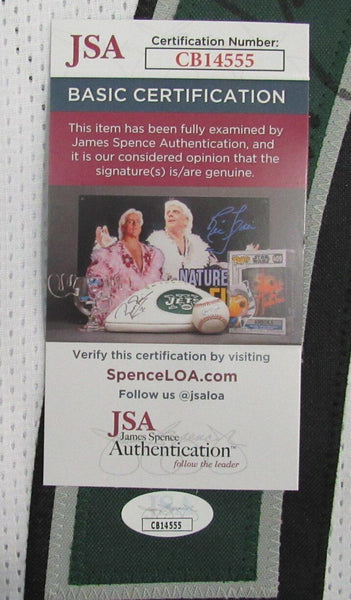 JSA
Certification Number:
CB14555
BASIC CERTIFICATION
This item has been fully examined by
James Spence Authentication, and
it is our considered opinion that the
signature(s) is/are genuine.
NATURE
JETS
Verify this certification by visiting
SpenceLOA.com
Follow us @jsaloa
JSA
James Spence
Authentication™
follow the leader
CB14555